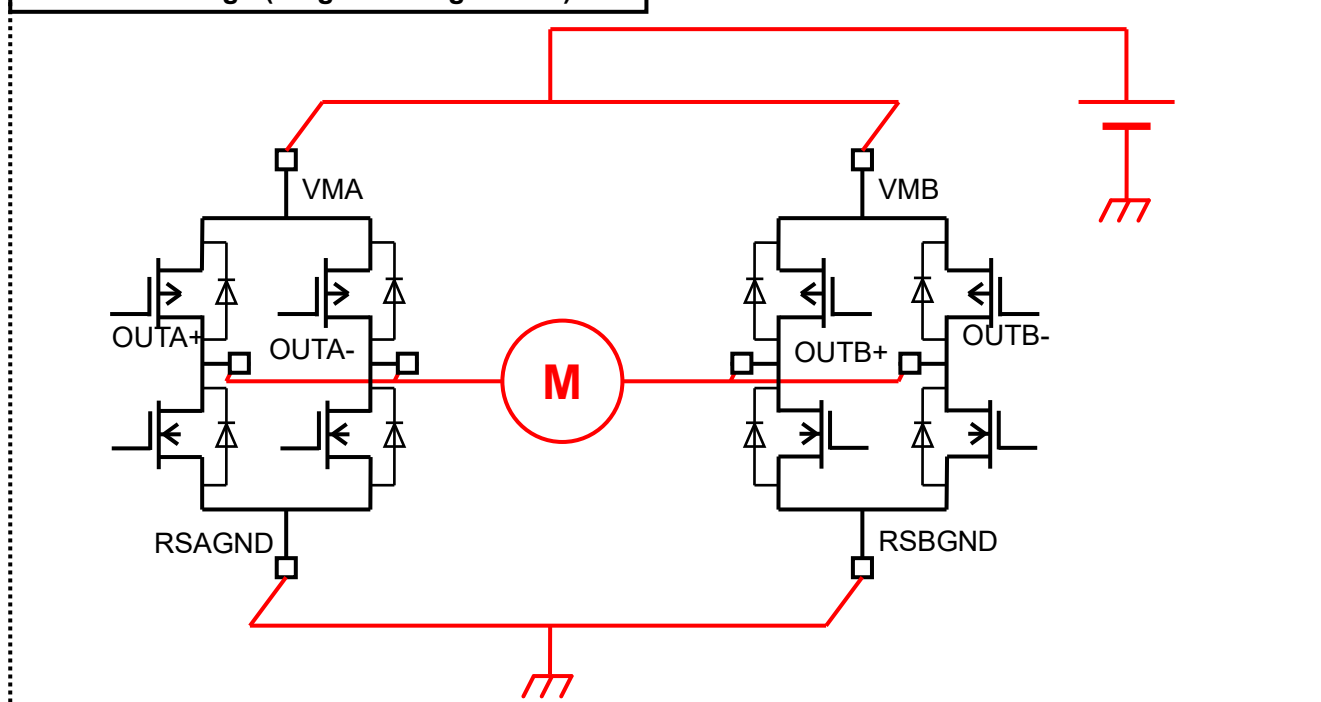 VMA
VMB
OUTA+
OUTA-
OUTB+
OUTB-
M
RSAGND
RSBGND